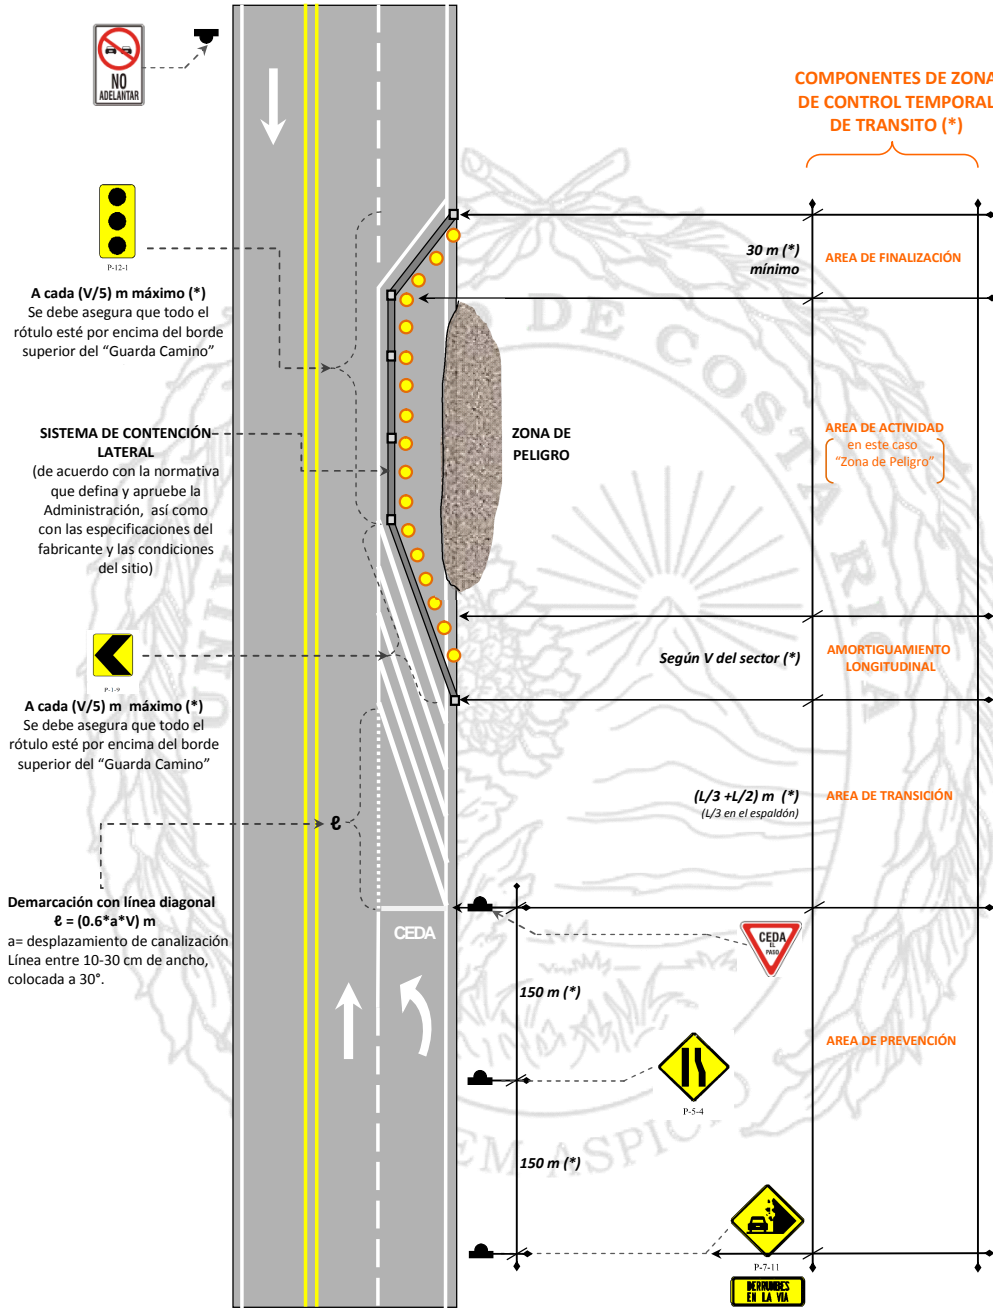 NO
ADELANTAR
COMPONENTES DE ZONA
DE CONTROL TEMPORAL
DE TRANSITO (*)
P-12-1
A cada (V/5) m máximo (*)
Se debe asegura que todo el
rótulo esté por encima del borde
superior del “Guarda Camino”
30 m (*)
mínimo
AREA DE FINALIZACIÓN
SISTEMA DE CONTENCIÓN
LATERAL
(de acuerdo con la normativa
que defina y apruebe la
Administración, así como
con las especificaciones del
fabricante y las condiciones
del sitio)
ZONA DE
PELIGRO
AREA DE ACTIVIDAD
en este caso
“Zona de Peligro”
P-1-9
A cada (V/5) m máximo (*)
Se debe asegura que todo el
rótulo esté por encima del borde
superior del “Guarda Camino”
Según V del sector (*)
AMORTIGUAMIENTO
LONGITUDINAL
(L/3 +L/2) m (*)
(L/3 en el espaldón)
AREA DE TRANSICIÓN
ℓ
Demarcación con línea diagonal
ℓ = (0.6*a*V) m
a= desplazamiento de canalización
Línea entre 10-30 cm de ancho,
colocada a 30°.
CEDA
CEDA
EL
PASO
150 m (*)
AREA DE PREVENCIÓN
P-5-4
150 m (*)
P-7-11
DERRUMBES
EN LA VIA
DE COSTA RICA
EM ASPIC